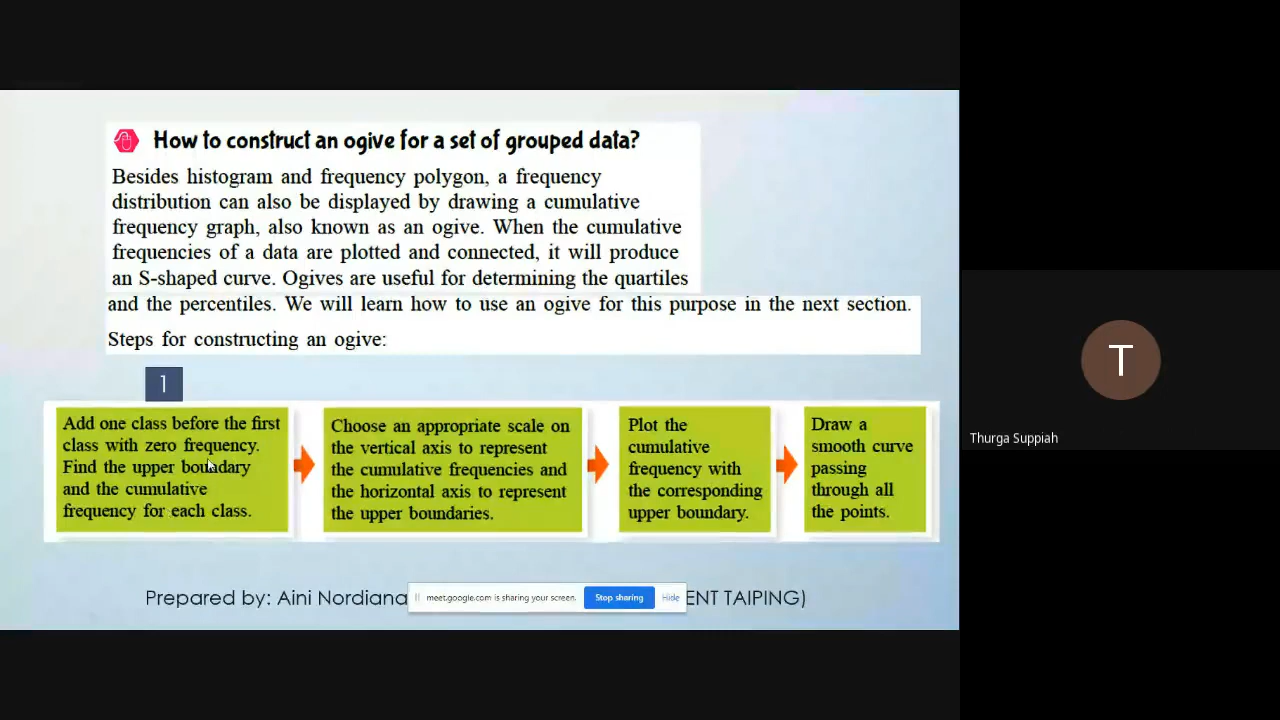 How to construct an ogive for a set of grouped data?
Besides histogram and frequency polygon, a frequency
distribution can also be displayed by drawing a cumulative
frequency graph, also known as an ogive. When the cumulative
frequencies of a data are plotted and connected, it will produce
an S-shaped curve. Ogives are useful for determining the quartiles
and the percentiles. We will learn how to use an ogive for this purpose in the next section.
Steps for constructing an ogive:
1
Add one class before the first
class with zero frequency.
Find the upper boundary
and the cumulative
frequency for each class.
Choose an appropriate scale on
the vertical axis to represent
the cumulative frequencies and
the horizontal axis to represent
the upper boundaries.
Plot the
cumulative
frequency with
the corresponding
upper boundary.
Draw a
smooth curve
passing
through all
the points.
Prepared by: Aini Nordiana
meet.google.com is sharing your screen.
Stop sharing
Hide
ENT TAIPING)
T
Thurga Suppiah